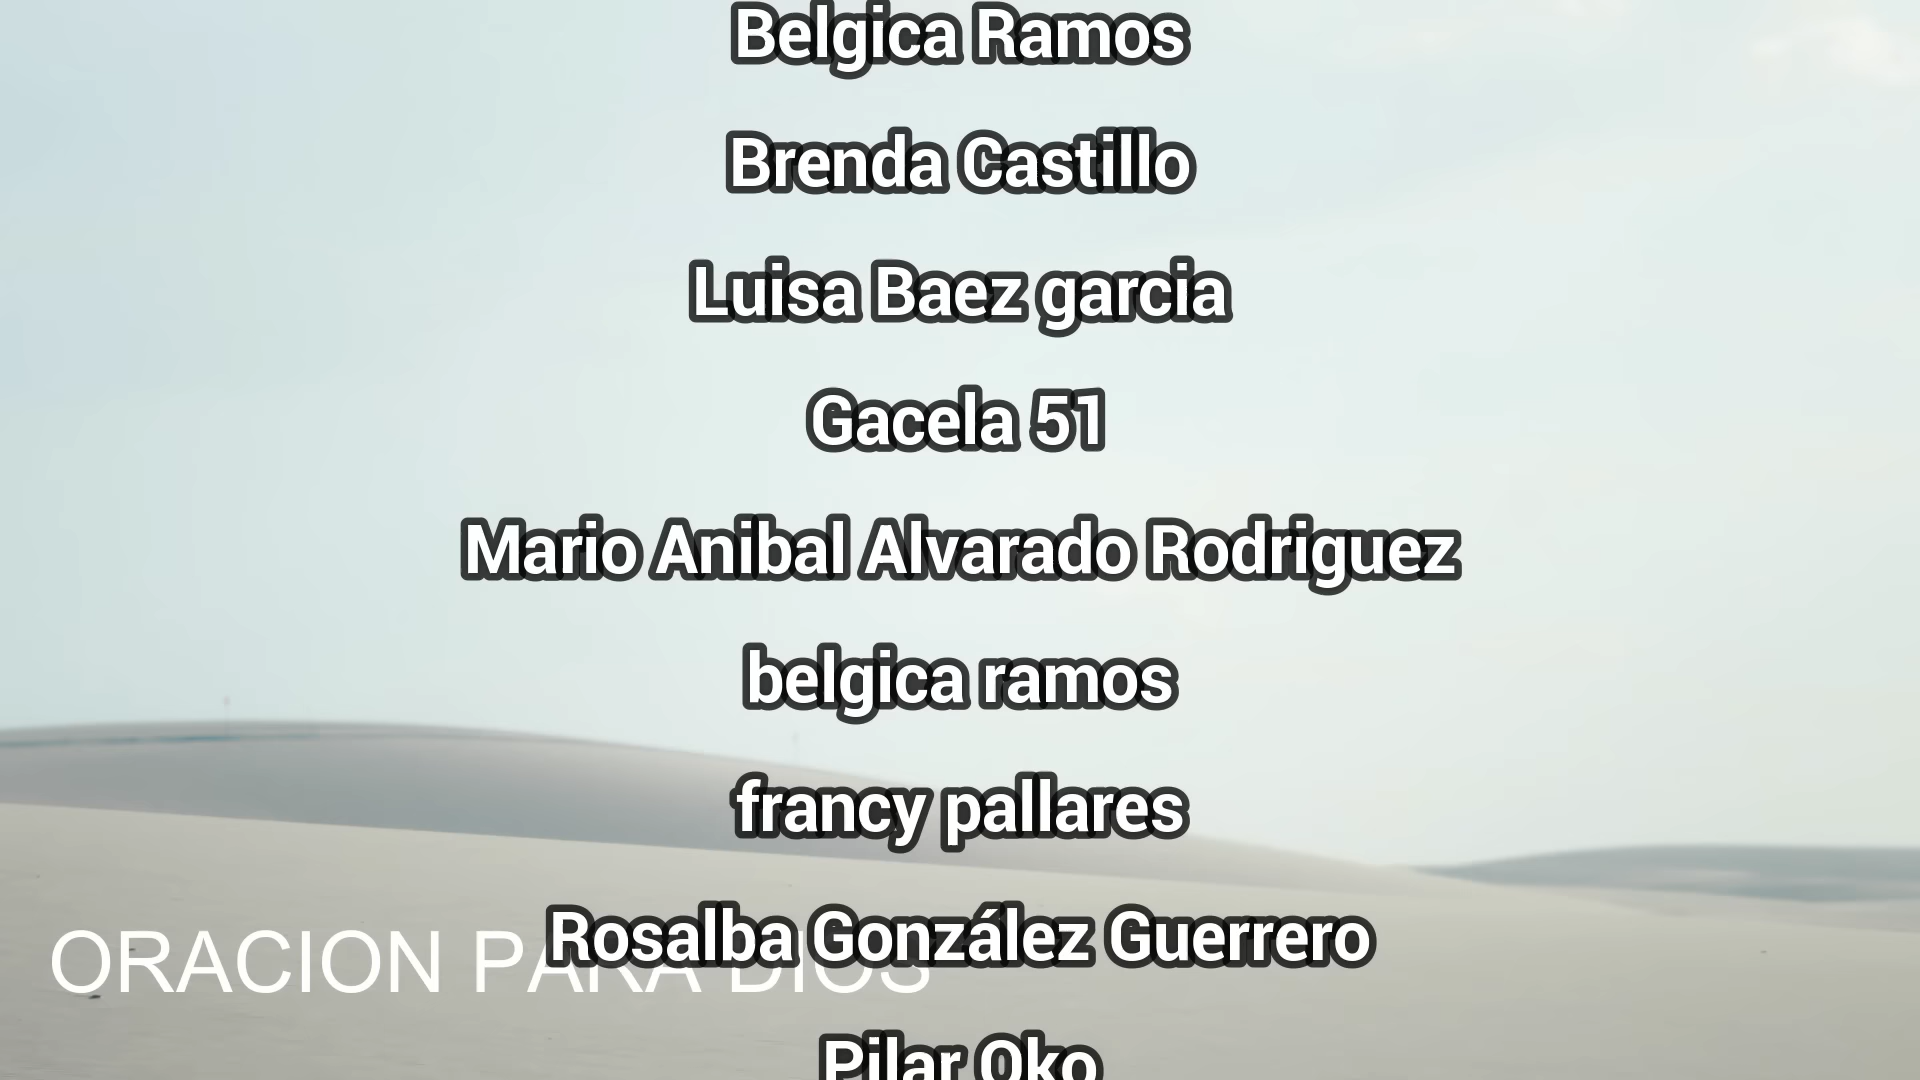 Belgica Ramos
Brenda Castillo
Luisa Baez garcia
Gacela 51
Mario Anibal Alvarado Rodriguez
belgica ramos
francy pallares
Rosalba González Guerrero
ORACION PARA DIOS
Pilar Oko